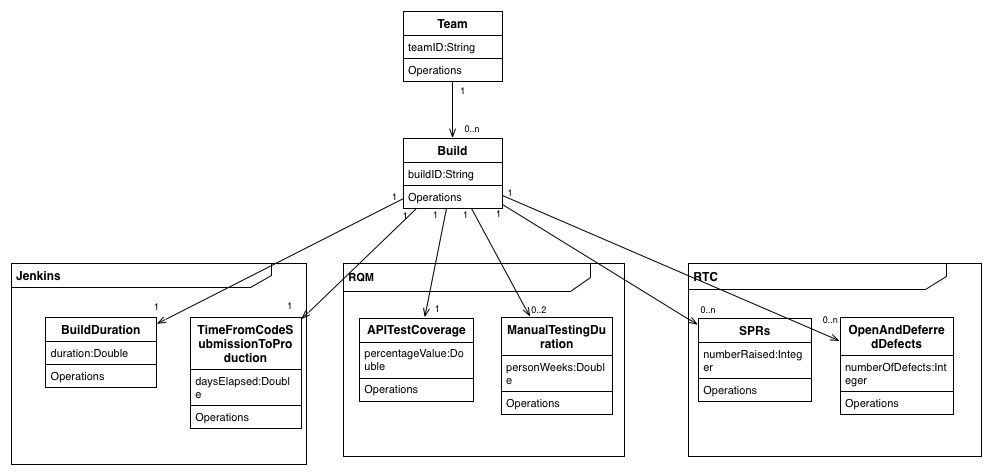 Team
teamID:String
Operations
1
0..n
Build
buildID:String
Operations
1
1
1
1
1
1
Jenkins
1
BuildDuration
duration:Double
Operations
1
TimeFromCodeS
ubmissionToPro
duction
daysElapsed:Doubl
e
Operations
RQM
1
APITestCoverage
percentageValue:Do
uble
Operations
0..2
ManualTestingDu
ration
personWeeks:Doubl
e
Operations
RTC
0..n
SPRs
numberRaised:Integ
er
Operations
0..n
OpenAndDeferre
dDefects
numberOfDefects:Int
eger
Operations